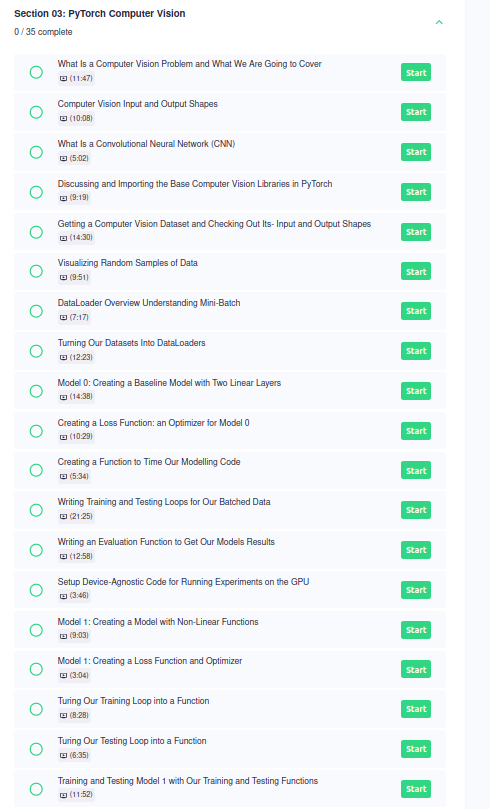 Section 03: PyTorch Computer Vision
0 / 35 complete
What Is a Computer Vision Problem and What We Are Going to Cover
(11:47)
Start
Computer Vision Input and Output Shapes
(10:08)
Start
What Is a Convolutional Neural Network (CNN)
(5:02)
Start
Discussing and Importing the Base Computer Vision Libraries in PyTorch
(9:19)
Start
Getting a Computer Vision Dataset and Checking Out Its- Input and Output Shapes
(14:30)
Start
Visualizing Random Samples of Data
(9:51)
Start
DataLoader Overview Understanding Mini-Batch
(7:17)
Start
Turning Our Datasets Into DataLoaders
(12:23)
Start
Model 0: Creating a Baseline Model with Two Linear Layers
(14:38)
Start
Creating a Loss Function: an Optimizer for Model 0
(10:29)
Start
Creating a Function to Time Our Modelling Code
(5:34)
Start
Writing Training and Testing Loops for Our Batched Data
(21:25)
Start
Writing an Evaluation Function to Get Our Models Results
(12:58)
Start
Setup Device-Agnostic Code for Running Experiments on the GPU
(3:46)
Start
Model 1: Creating a Model with Non-Linear Functions
(9:03)
Start
Model 1: Creating a Loss Function and Optimizer
(3:04)
Start
Turing Our Training Loop into a Function
(8:28)
Start
Turing Our Testing Loop into a Function
(6:35)
Start
Training and Testing Model 1 with Our Training and Testing Functions
(11:52)
Start